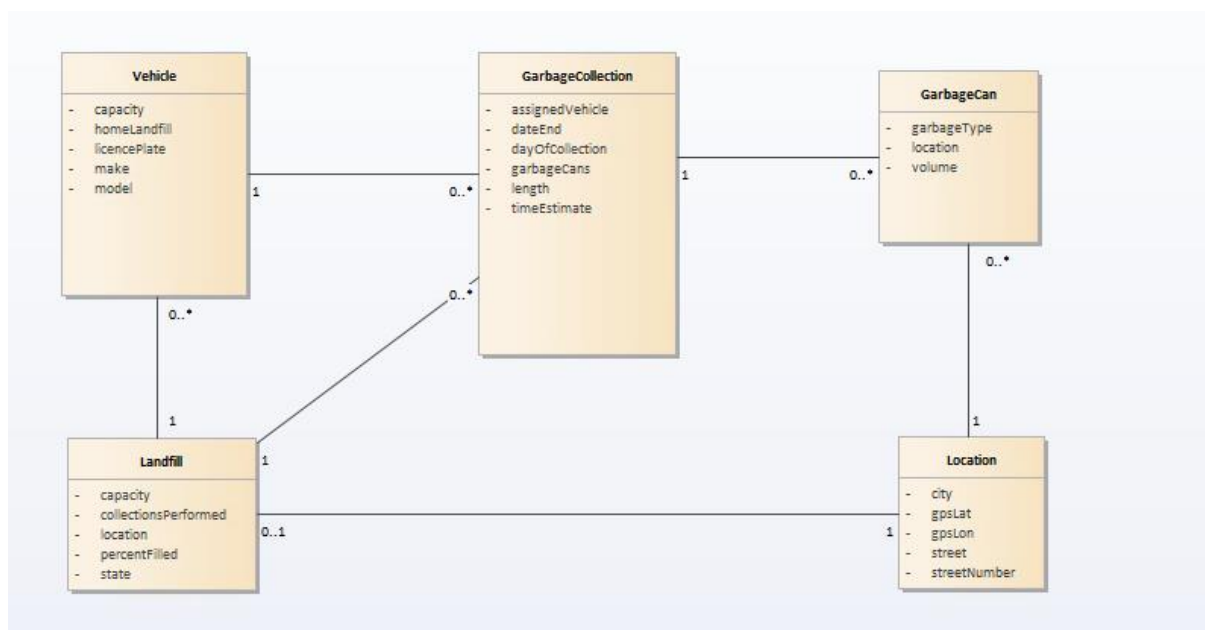 Vehicle
- capacity
- homeLandfill
- licencePlate
- make
- model
GarbageCollection
- assignedVehicle
- dateEnd
- dayOfCollection
- garbageCans
- length
- timeEstimate
GarbageCan
- garbageType
- location
- volume
1
0..*
1
0..*
0..*
0..*
0..*
1
1
Landfill
- capacity
- collectionsPerformed
- location
- percentFilled
- state
1
0..1
1
Location
- city
- gpsLat
- gpsLon
- street
- streetNumber